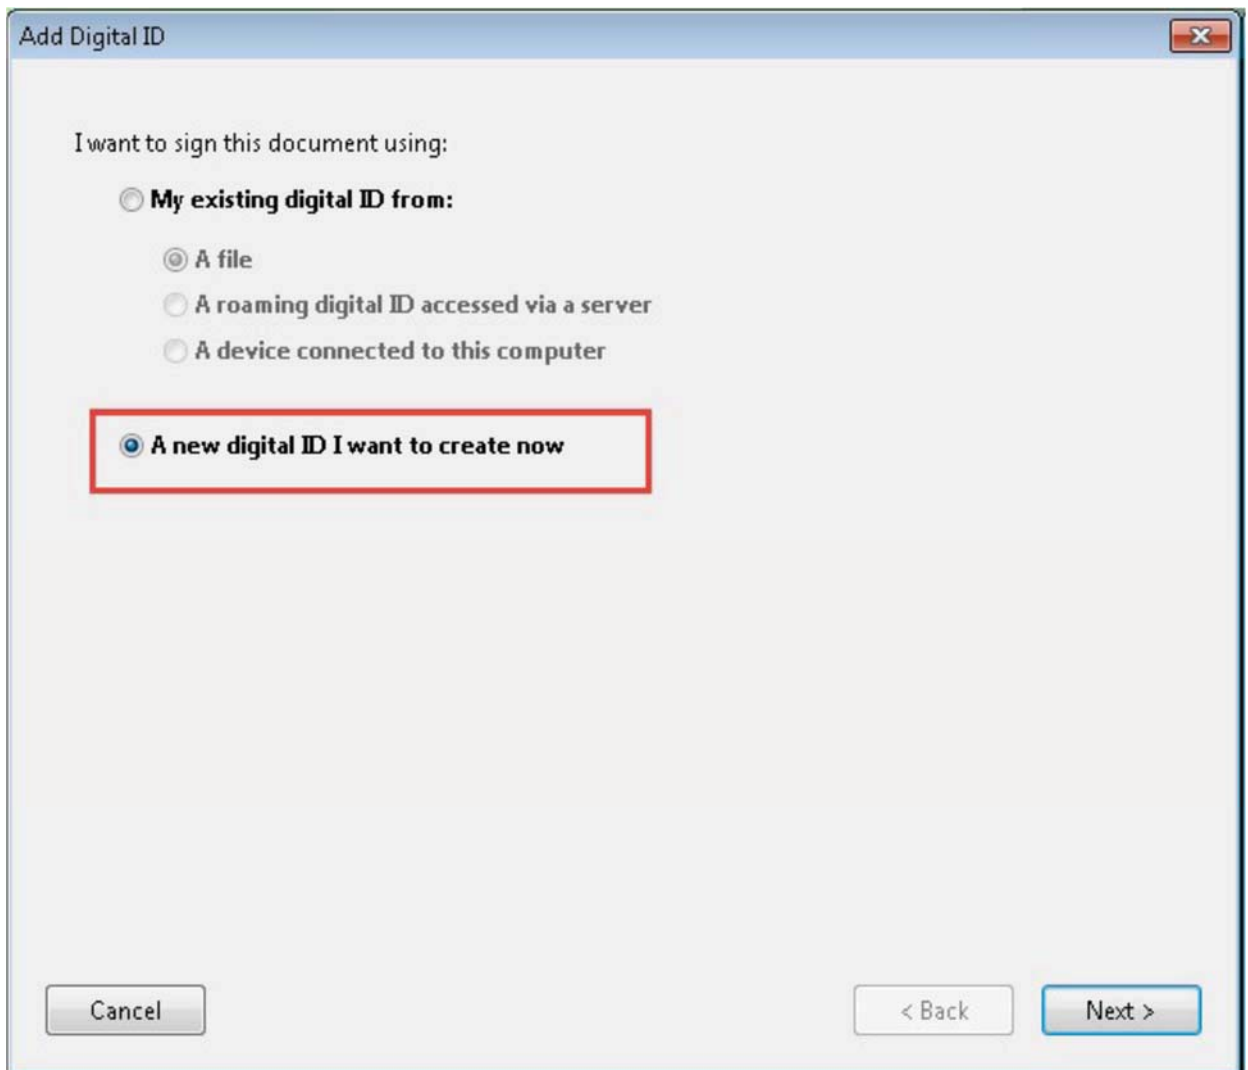 Add Digital ID
I want to sign this document using:
My existing digital ID from:
A file
A roaming digital ID accessed via a server
A device connected to this computer
A new digital ID I want to create now
Cancel
< Back
Next >